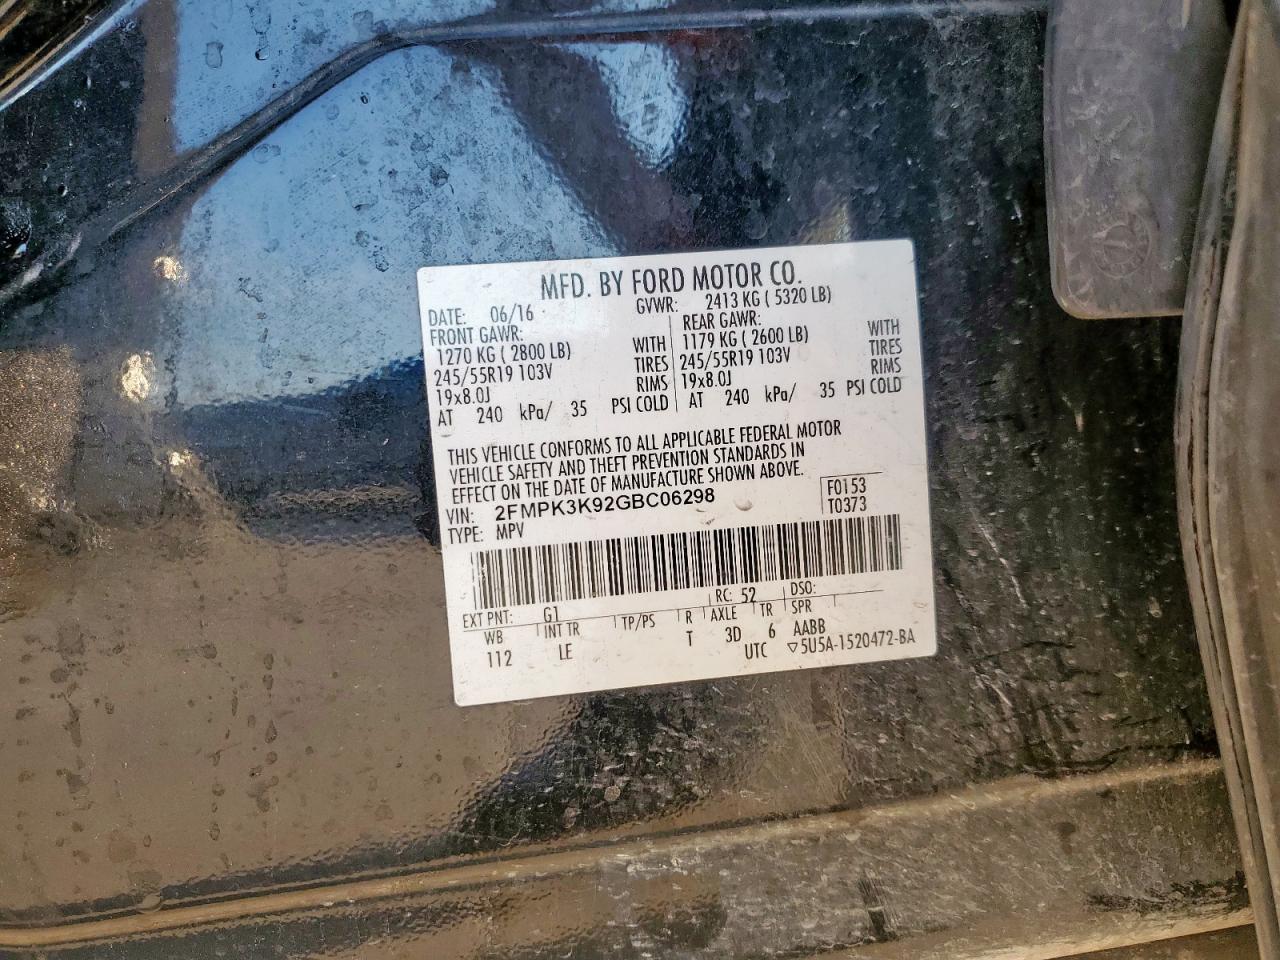 MFD. BY FORD MOTOR CO.
DATE: 06/16 GVWR: 2413 KG ( 5320 LB)
FRONT GAWR: REAR GAWR:
1270 KG ( 2800 LB) WITH 1179 KG ( 2600 LB) WITH
245/55R19 103V TIRES 245/55R19 103V TIRES
19x8.0J RIMS 19x8.0J RIMS
AT 240 kPa/ 35 PSI COLD AT 240 kPa/ 35 PSI COLD
THIS VEHICLE CONFORMS TO ALL APPLICABLE FEDERAL MOTOR
VEHICLE SAFETY AND THEFT PREVENTION STANDARDS IN
EFFECT ON THE DATE OF MANUFACTURE SHOWN ABOVE.
VIN: 2FMPK3K92GBC06298 F0153
TYPE: MPV T0373
EXT PNT: G1 RC: 52 DSO:
WB INT TR TP/PS R AXLE TR SPR
112 LE T 3D 6 AABB
UTC ▽5U5A-1520472-BA